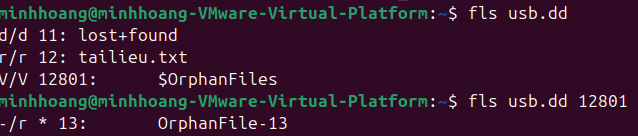 minhhoang@minhhoang-VMware-Virtual-Platform:~$ fls usb.dd
d/d 11: lost+found
r/r 12: tailieu.txt
V/V 12801:      $OrphanFiles
minhhoang@minhhoang-VMware-Virtual-Platform:~$ fls usb.dd 12801
-/r * 13:       OrphanFile-13